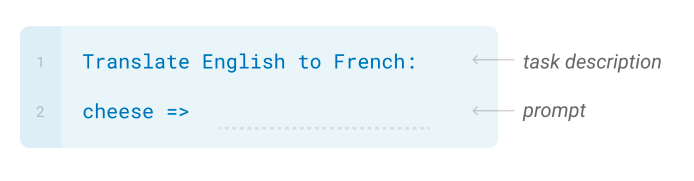 1 Translate English to French: task description
2 cheese => prompt